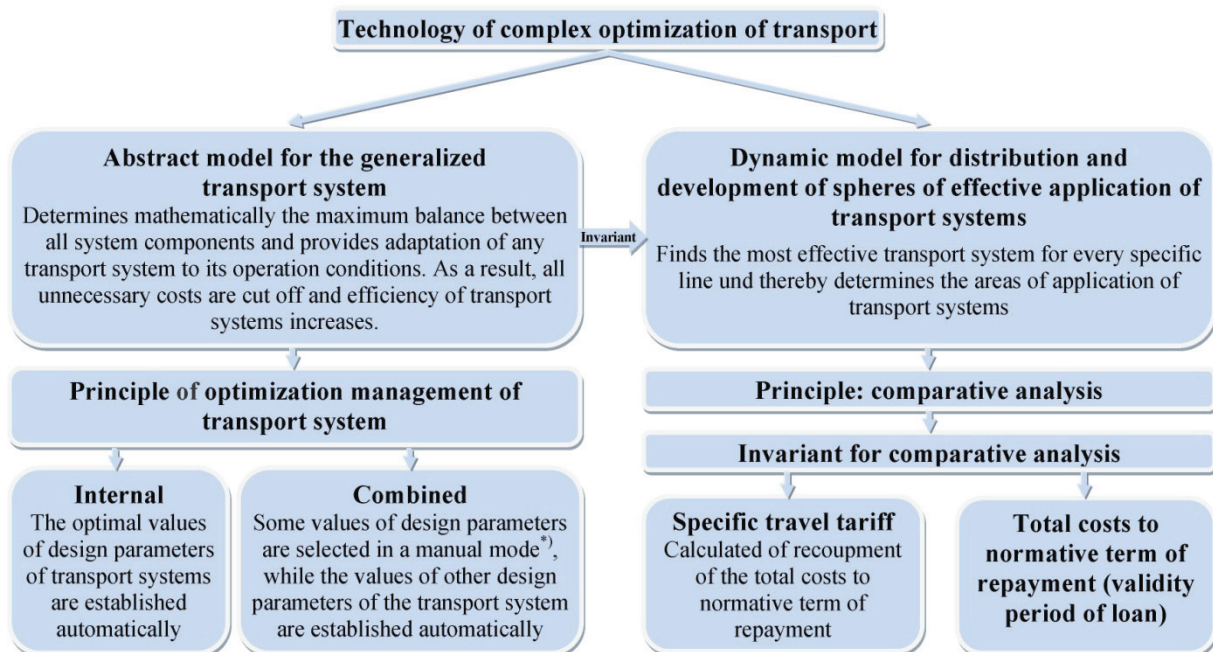 Technology of complex optimization of transport
Abstract model for the generalized
transport system
Determines mathematically the maximum balance between
all system components and provides adaptation of any
transport system to its operation conditions. As a result, all
unnecessary costs are cut off and efficiency of transport
systems increases.
Invariant
Dynamic model for distribution and
development of spheres of effective application of
transport systems
Finds the most effective transport system for every specific
line und thereby determines the areas of application of
transport systems
Principle of optimization management of
transport system
Principle: comparative analysis
Invariant for comparative analysis
Internal
The optimal values
of design parameters
of transport systems
are established
automatically
Combined
Some values of design parameters
are selected in a manual mode*),
while the values of other design
parameters of the transport system
are established automatically
Specific travel tariff
Calculated of recoupment
of the total costs to
normative term of
repayment
Total costs to
normative term of
repayment (validity
period of loan)